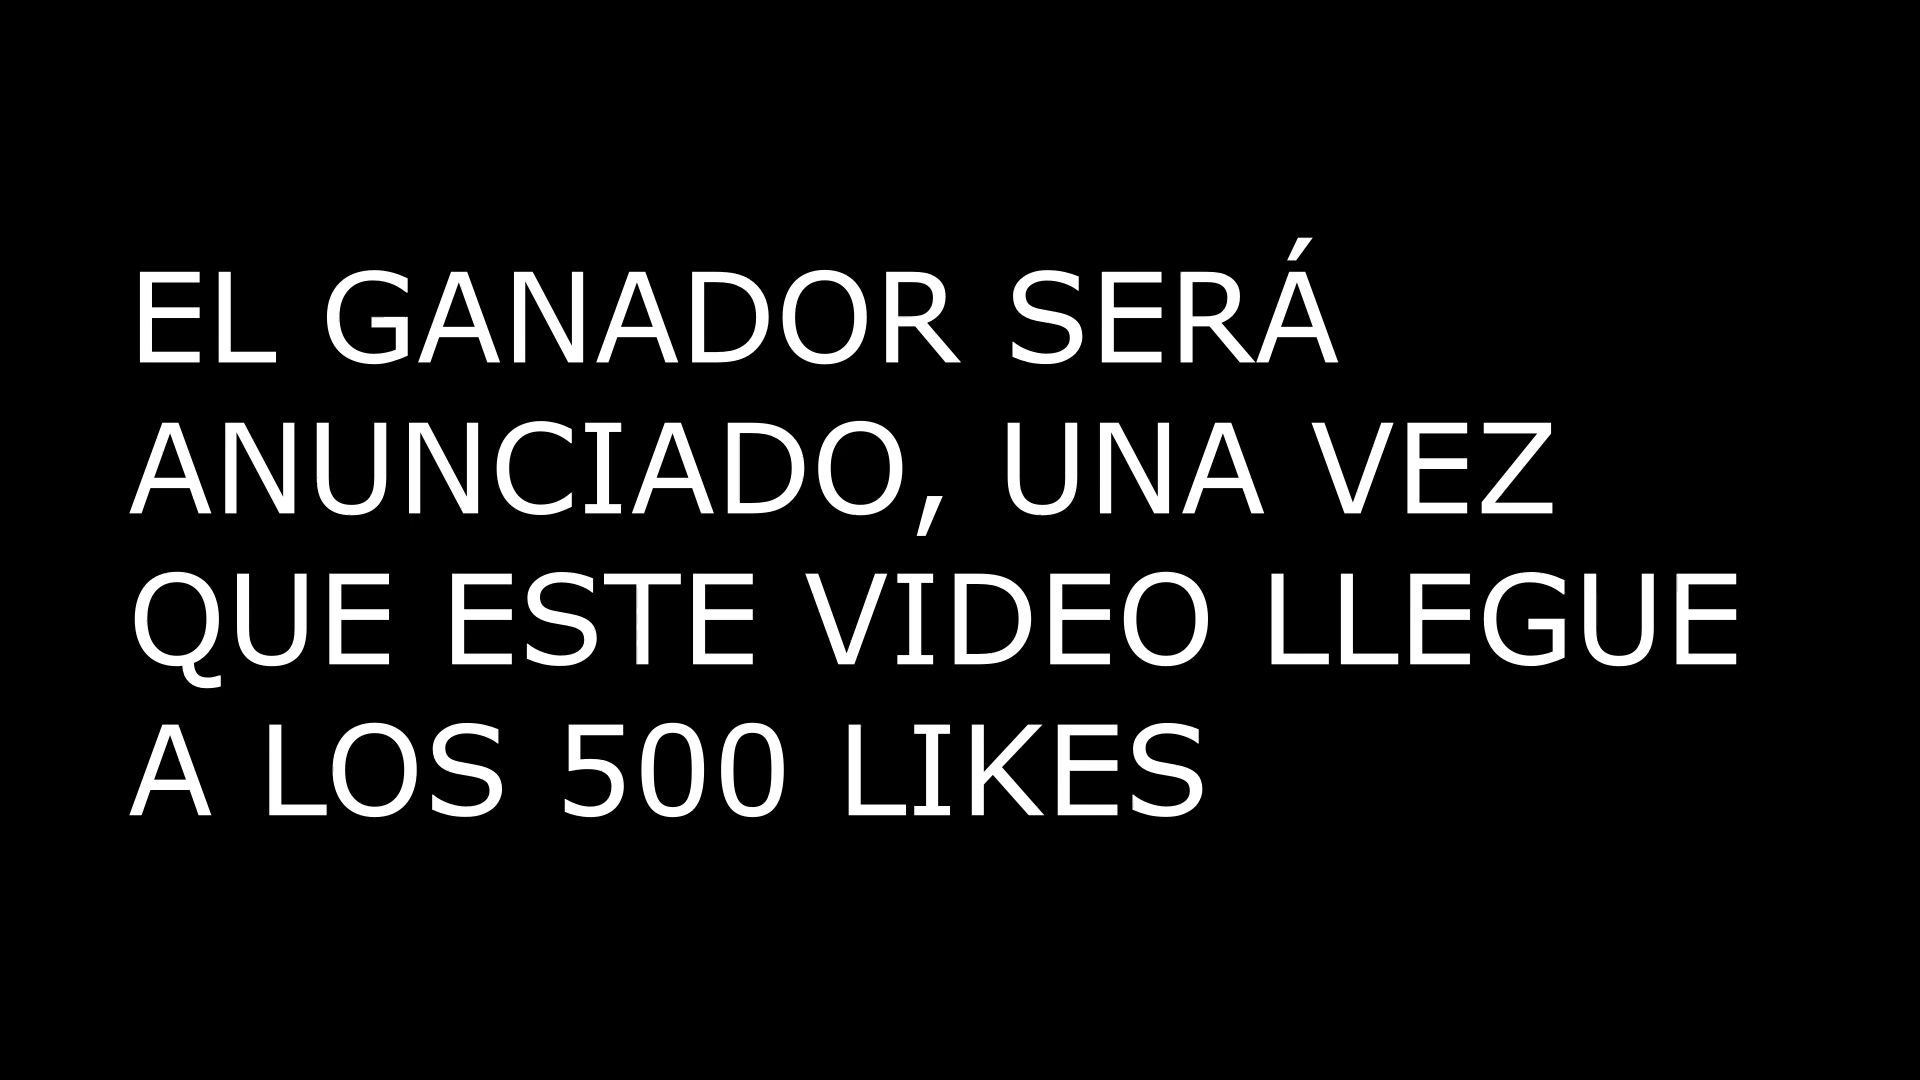 EL GANADOR SERÁ
ANUNCIADO, UNA VEZ
QUE ESTE VIDEO LLEGUE
A LOS 500 LIKES